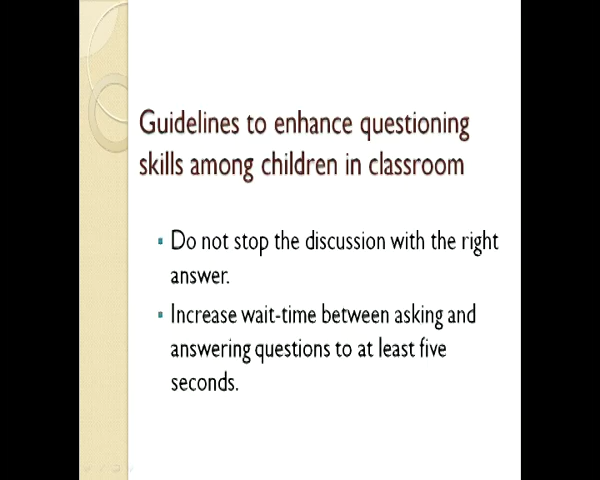 Guidelines to enhance questioning
skills among children in classroom
Do not stop the discussion with the right
answer.
Increase wait-time between asking and
answering questions to at least five
seconds.